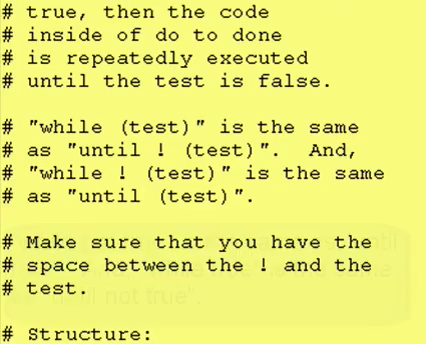 # true, then the code
# inside of do to done
# is repeatedly executed
# until the test is false.
# "while (test)" is the same
# as "until ! (test)".  And,
# "while ! (test)" is the same
# as "until (test)".
# Make sure that you have the
# space between the ! and the
# test.
# Structure: